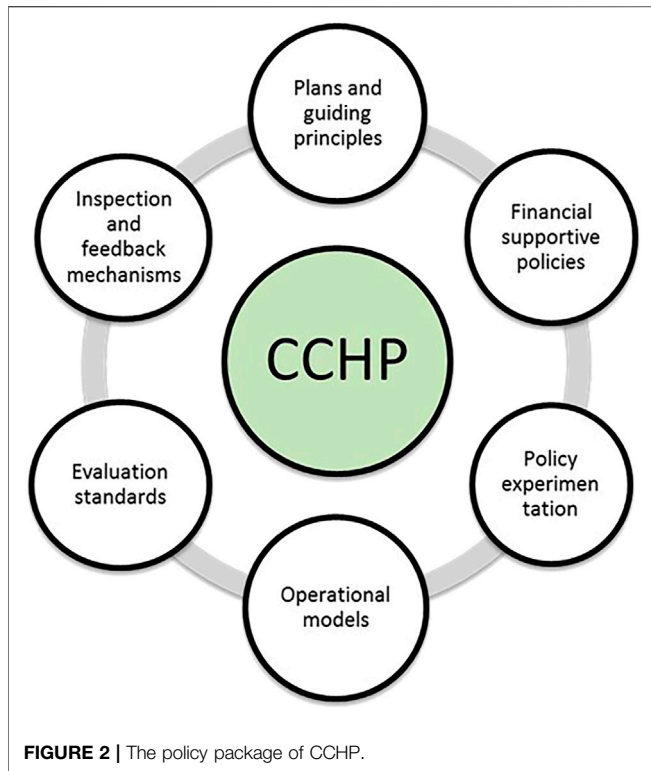 Plans and
guiding
principles
Financial
supportive
policies
Policy
experimen
tation
Operational
models
Evaluation
standards
Inspection
and
feedback
mechanisms
CCHP
FIGURE 2 | The policy package of CCHP.